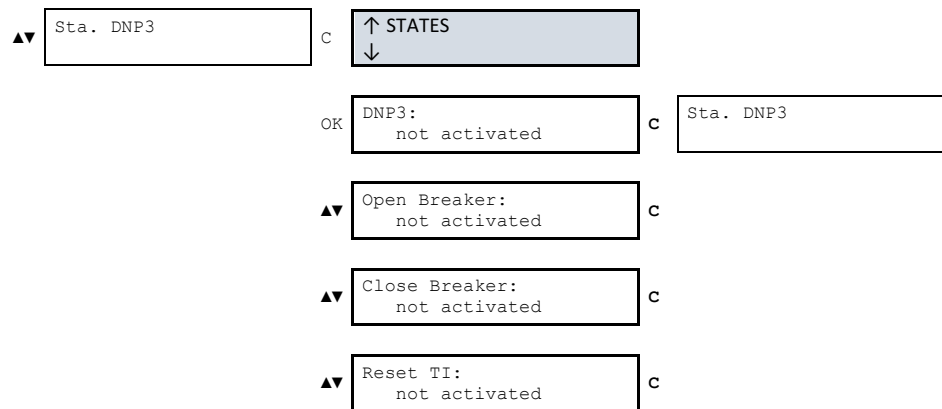 ▲▼ Sta. DNP3 C ↑ STATES
↓
OK DNP3:
not activated C Sta. DNP3
▲▼ Open Breaker:
not activated C
▲▼ Close Breaker:
not activated C
▲▼ Reset TI:
not activated C